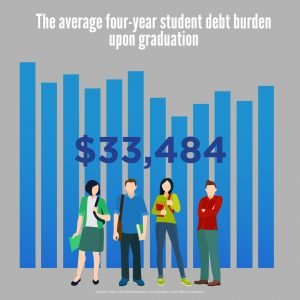 The average four-year student debt burden
upon graduation
$33,484